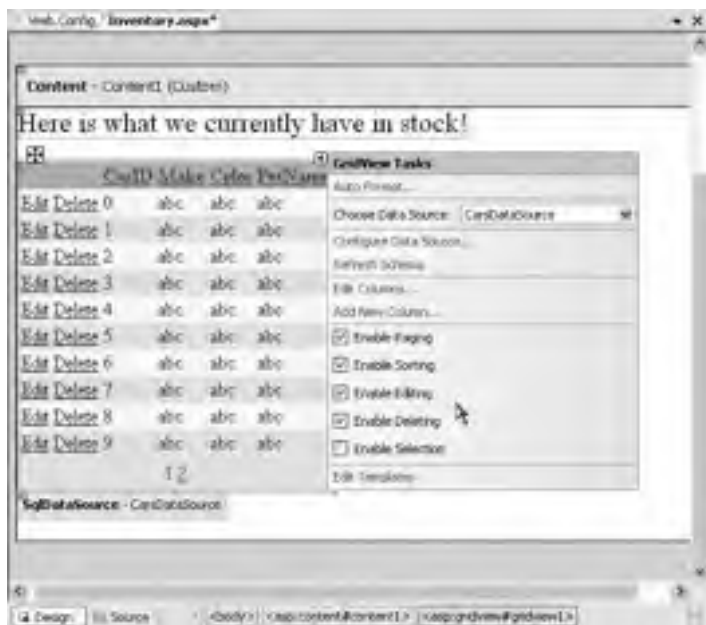 Web.Config Inventory.aspx*
Content - Content1 (Custom)
Here is what we currently have in stock!
CarID Make Color PetName
GridView Tasks
Auto Format...
Choose Data Source: CarsDataSource
Configure Data Source...
Refresh Schema
Edit Columns...
Add New Column...
Enable Paging
Enable Sorting
Enable Editing
Enable Deleting
Enable Selection
Edit Templates
Edit Delete 0 abc abc abc
Edit Delete 1 abc abc abc
Edit Delete 2 abc abc abc
Edit Delete 3 abc abc abc
Edit Delete 4 abc abc abc
Edit Delete 5 abc abc abc
Edit Delete 6 abc abc abc
Edit Delete 7 abc abc abc
Edit Delete 8 abc abc abc
Edit Delete 9 abc abc abc
1 2
SqlDataSource - CarsDataSource
Design Source <body> <asp:content#content1> <asp:gridview#gridview1>